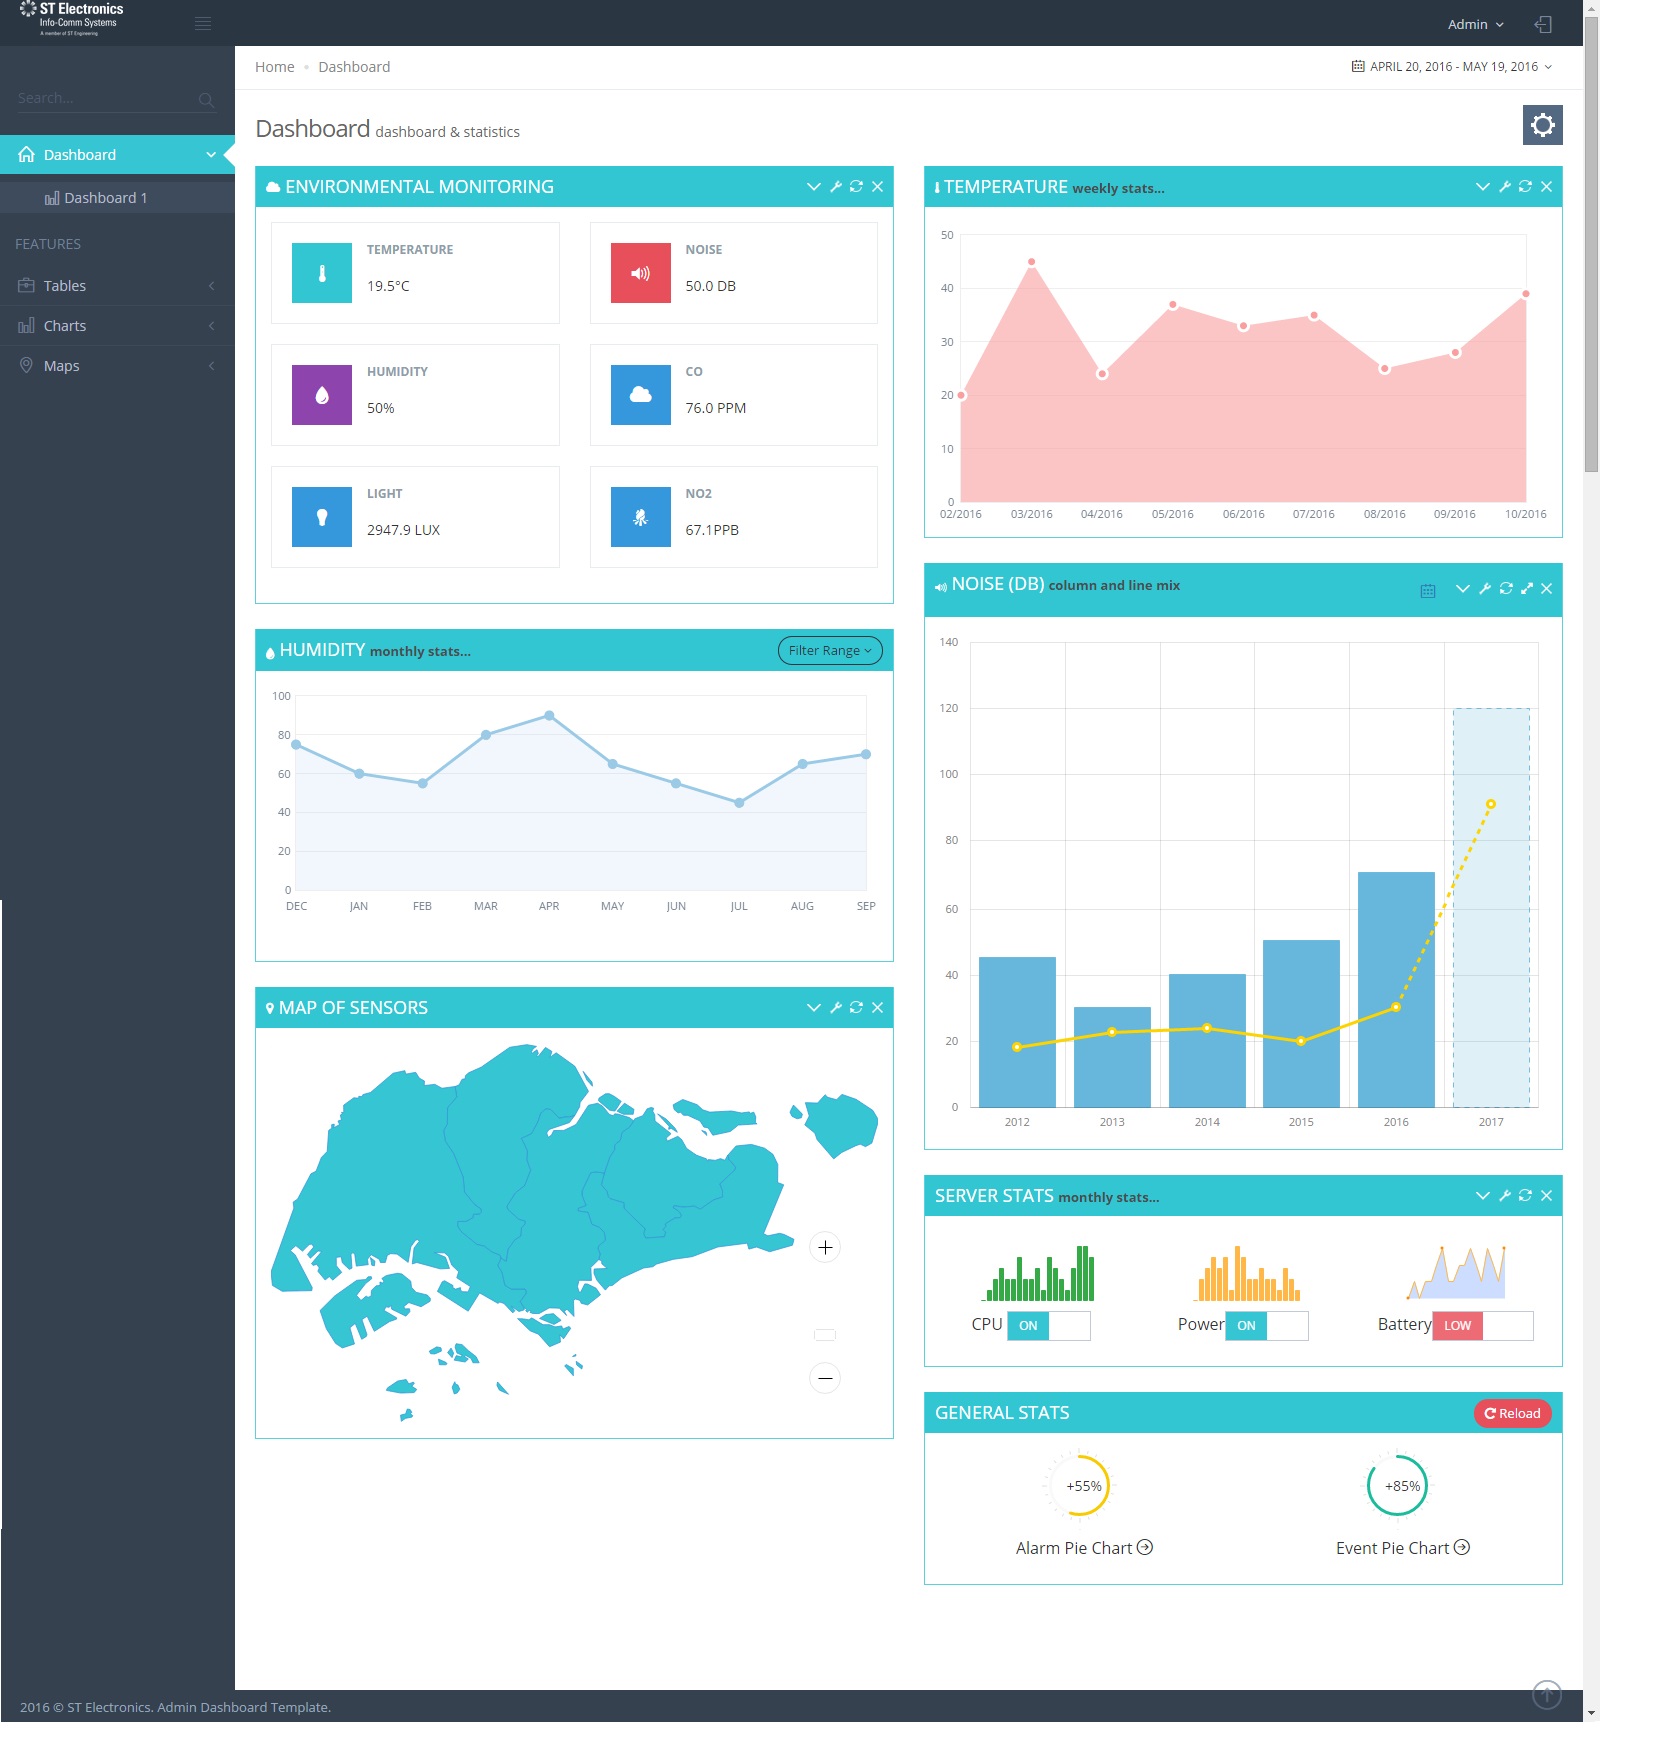 ST Electronics
Info-Comm Systems
A member of ST Engineering
Admin
Home • Dashboard
APRIL 20, 2016 - MAY 19, 2016
Search...
Dashboard
Dashboard 1
FEATURES
Tables
Charts
Maps
Dashboard dashboard & statistics
ENVIRONMENTAL MONITORING
TEMPERATURE
19.5°C
NOISE
50.0 DB
HUMIDITY
50%
CO
76.0 PPM
LIGHT
2947.9 LUX
NO2
67.1PPB
HUMIDITY monthly stats...
Filter Range
100
80
60
40
20
0
DEC JAN FEB MAR APR MAY JUN JUL AUG SEP
MAP OF SENSORS
+
−
TEMPERATURE weekly stats...
50
40
30
20
10
0
02/2016 03/2016 04/2016 05/2016 06/2016 07/2016 08/2016 09/2016 10/2016
NOISE (DB) column and line mix
140
120
100
80
60
40
20
0
2012 2013 2014 2015 2016 2017
SERVER STATS monthly stats...
CPU ON
Power ON
Battery LOW
GENERAL STATS
Reload
+55%
+85%
Alarm Pie Chart
Event Pie Chart
2016 © ST Electronics. Admin Dashboard Template.